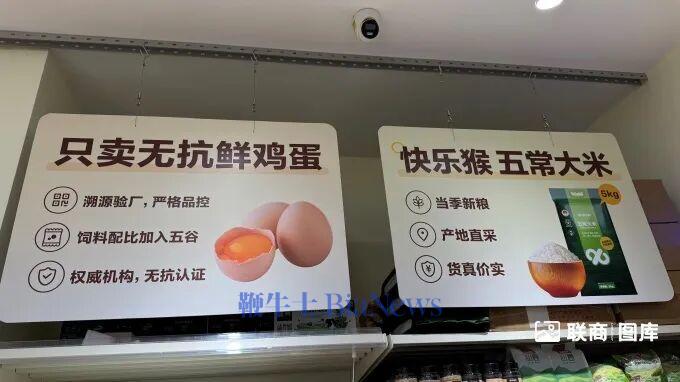 只卖无抗鲜鸡蛋
溯源验厂，严格品控
饲料配比加入五谷
权威机构，无抗认证
快乐猴 五常大米
当季新粮
产地直采
货真价实
5kg
鞭牛士 BiaNews
联商|图库